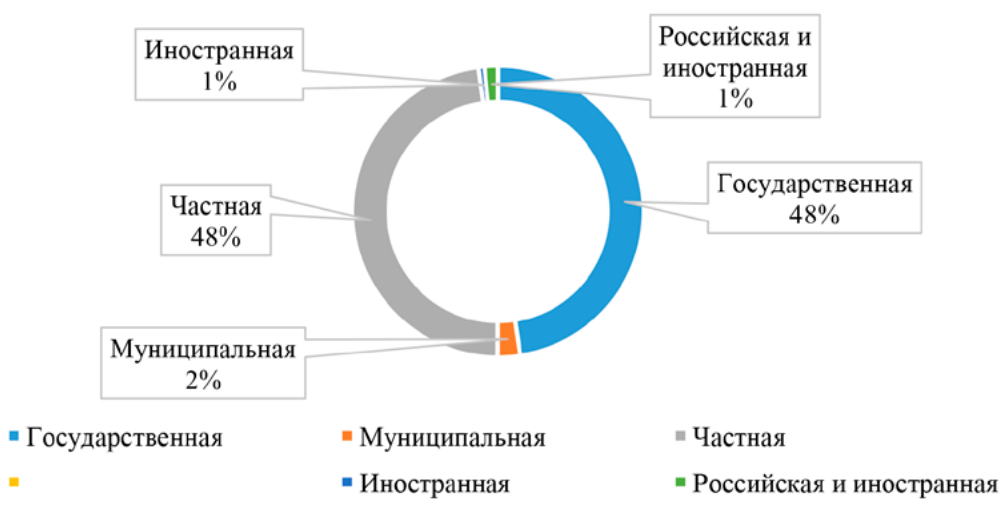 Иностранная
1%
Российская и
иностранная
1%
Государственная
48%
Частная
48%
Муниципальная
2%
Государственная
Муниципальная
Частная
Иностранная
Российская и иностранная